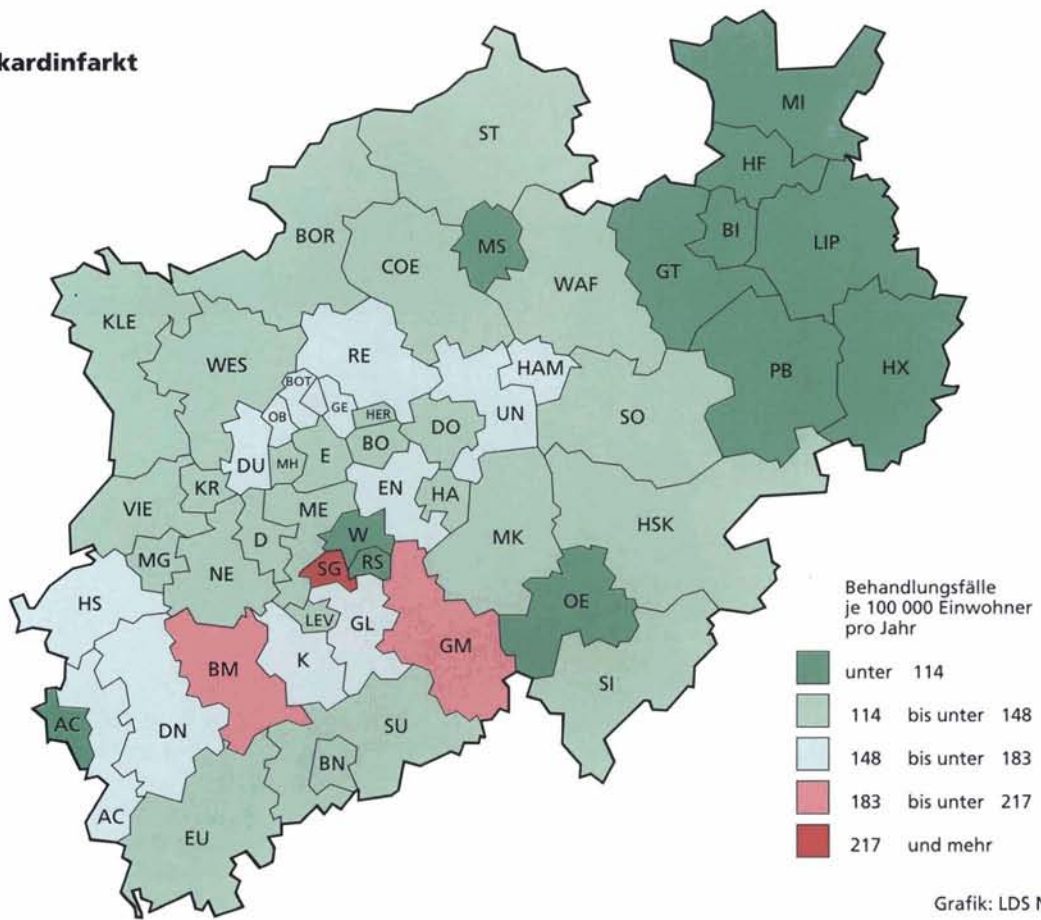 kardinfarkt
MI
ST
HF
BI
LIP
MS
BOR
COE
GT
WAF
KLE
RE
WES
HAM
PB
HX
BOT
GE
OB
HER
UN
SO
DO
BO
E
DU
MH
EN
HA
KR
VIE
ME
HSK
D
W
MK
MG
NE
SG
RS
HS
OE
LEV
GL
K
BM
GM
SI
AC
DN
SU
BN
AC
EU
Behandlungsfälle
je 100 000 Einwohner
pro Jahr
unter 114
114 bis unter 148
148 bis unter 183
183 bis unter 217
217 und mehr
Grafik: LDS N